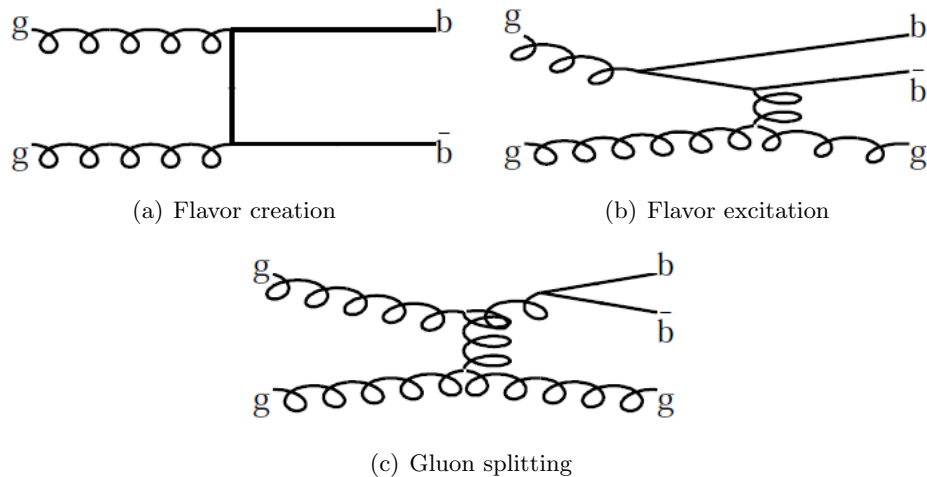 g b
g b̄
(a) Flavor creation
g b
b̄
g g
(b) Flavor excitation
g b
b̄
g g
(c) Gluon splitting